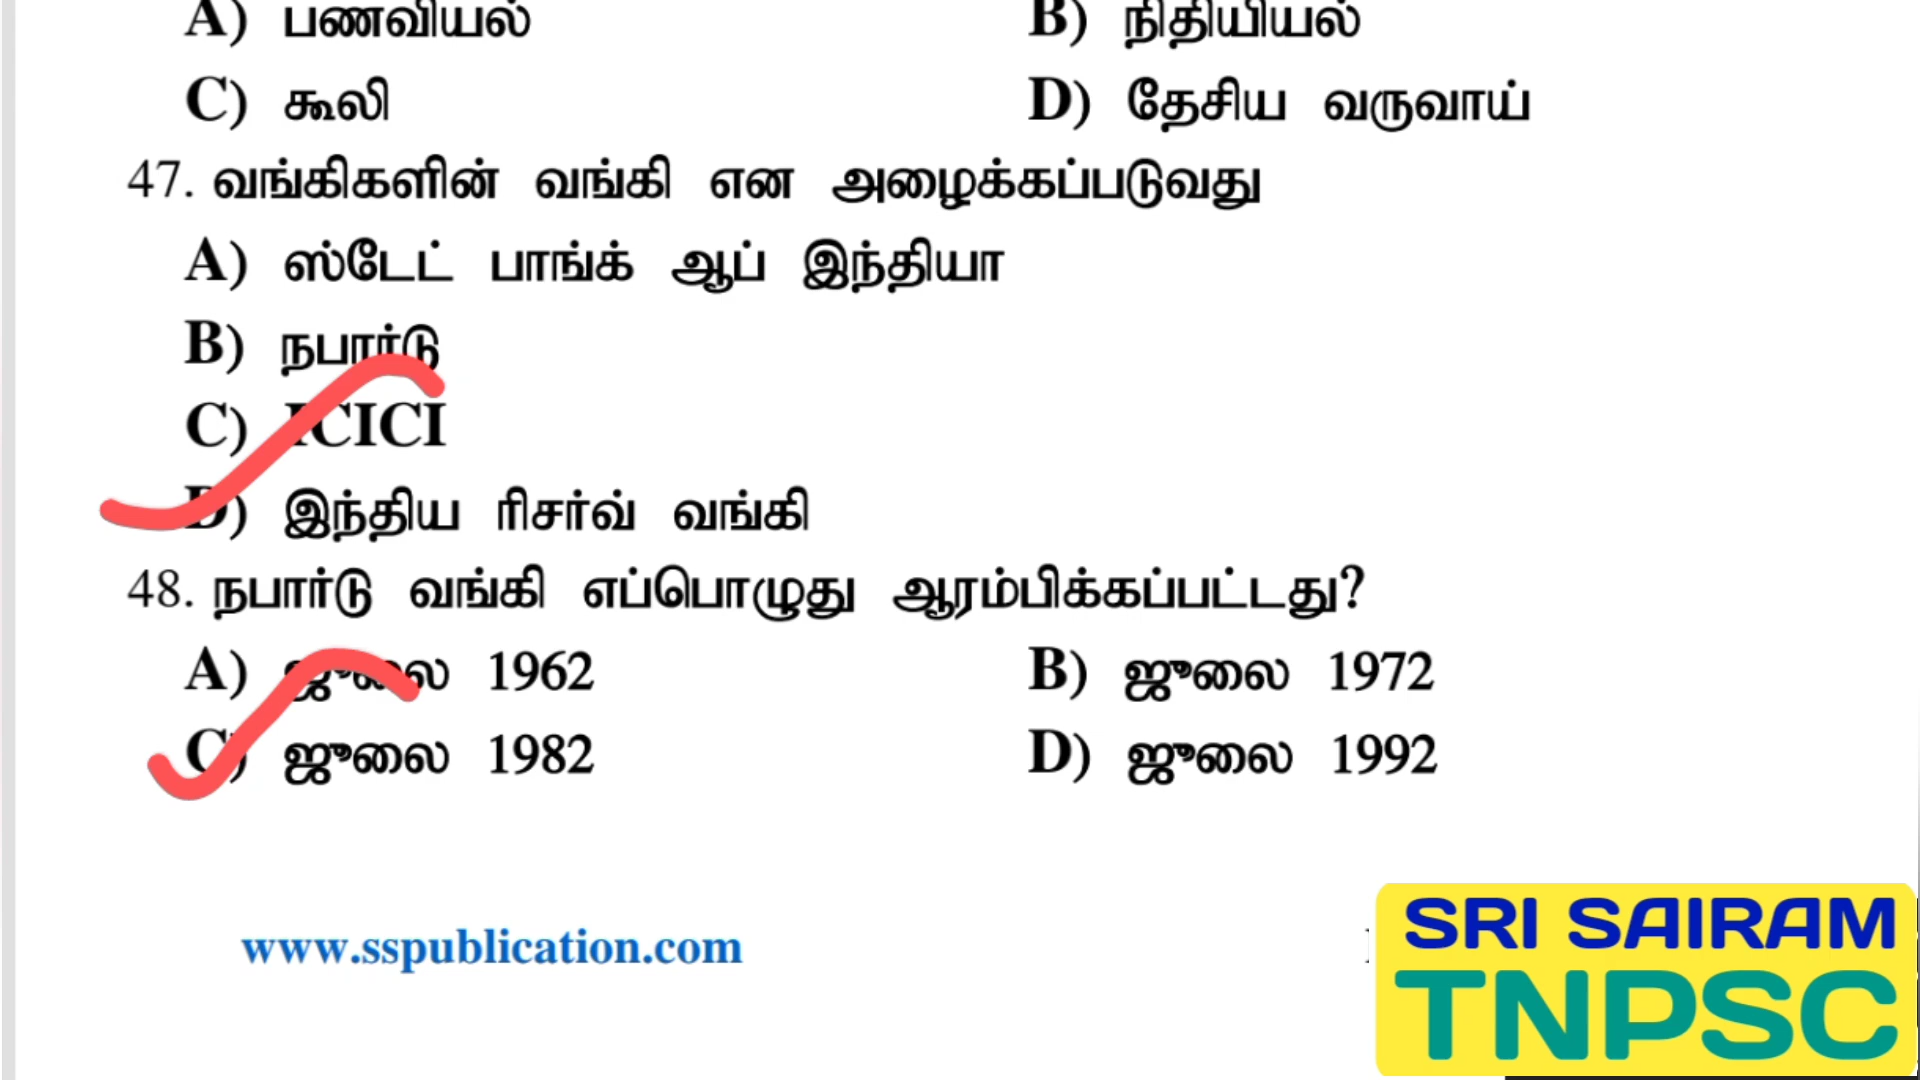 A) பணவியல் B) நிதியியல்
C) கூலி D) தேசிய வருவாய்
47. வங்கிகளின் வங்கி என அழைக்கப்படுவது
A) ஸ்டேட் பாங்க் ஆப் இந்தியா
B) நபார்டு
C) ICICI
D) இந்திய ரிசர்வ் வங்கி
48. நபார்டு வங்கி எப்பொழுது ஆரம்பிக்கப்பட்டது?
A) ஜுலை 1962 B) ஜுலை 1972
C) ஜுலை 1982 D) ஜுலை 1992
www.sspublication.com
SRI SAIRAM
TNPSC